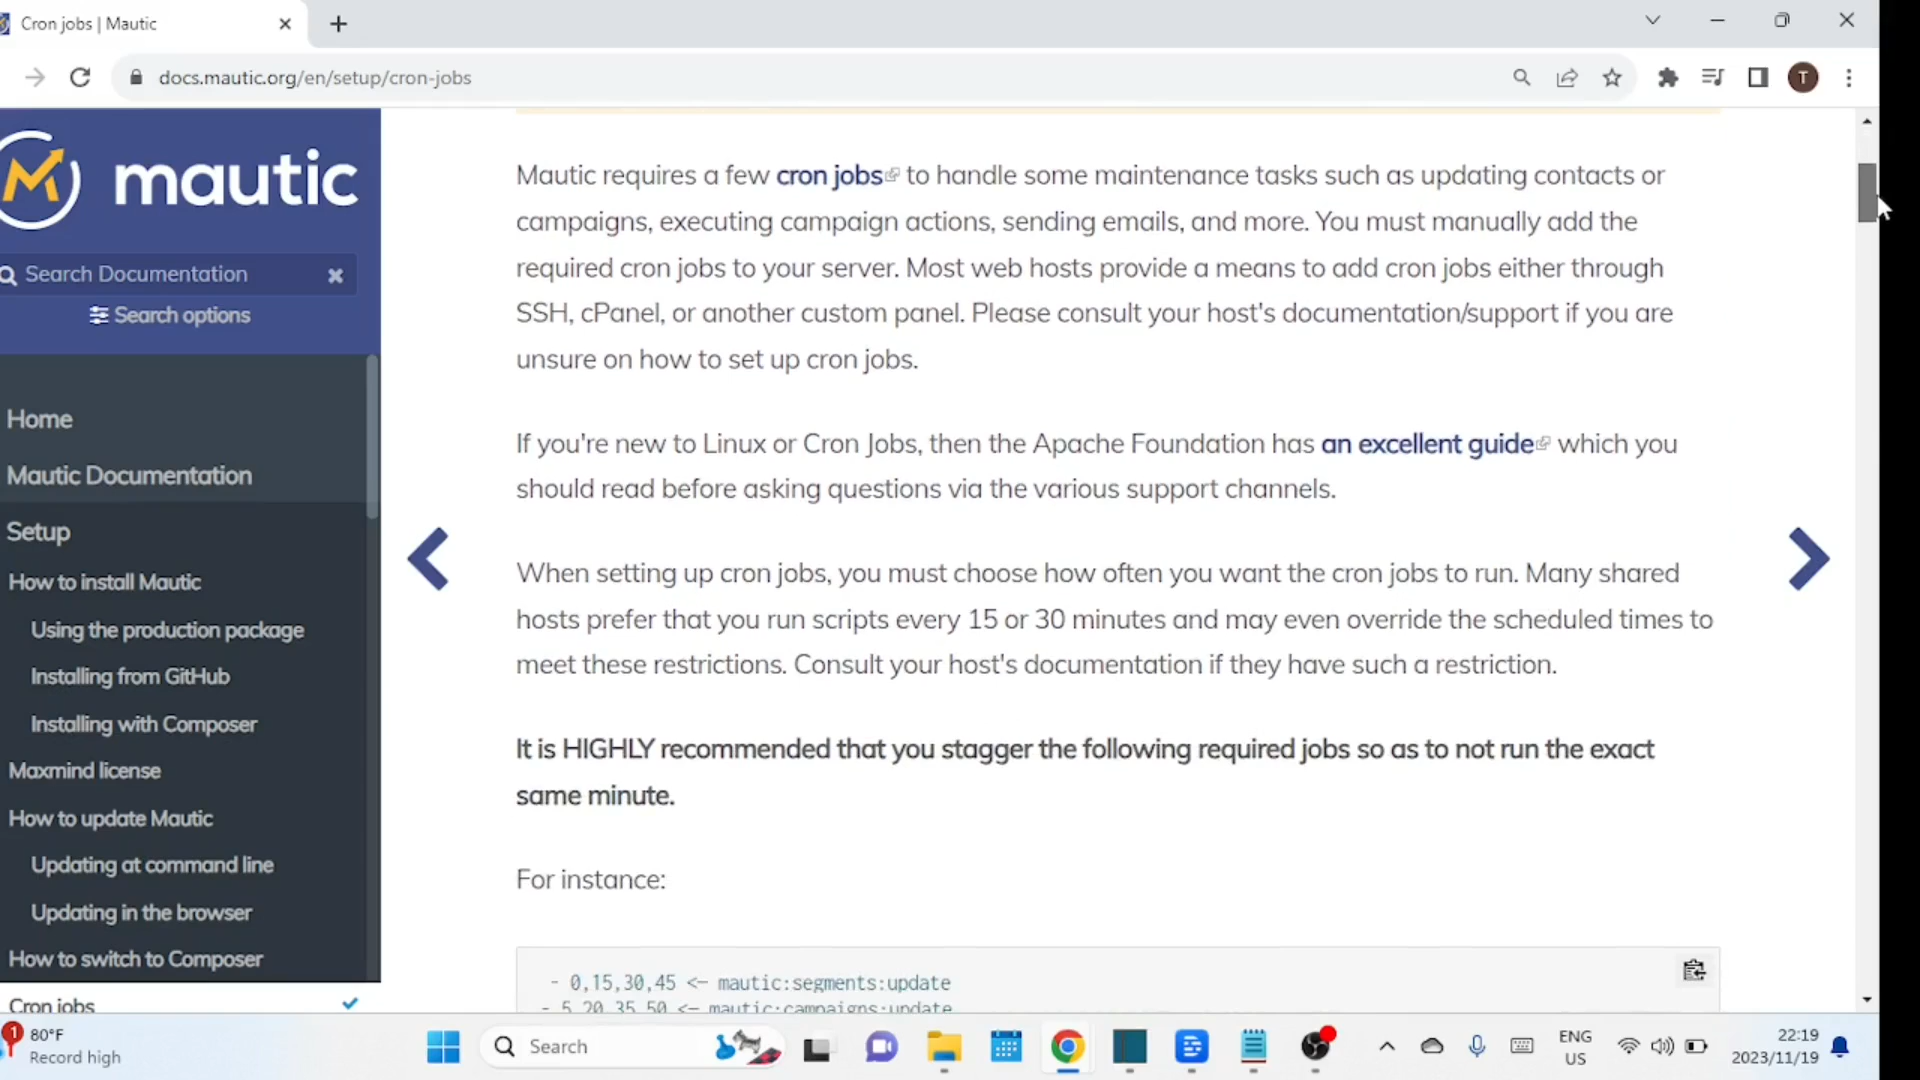 Cron jobs | Mautic
docs.mautic.org/en/setup/cron-jobs
T
mautic
Search Documentation
Search options
Home
Mautic Documentation
Setup
How to install Mautic
Using the production package
Installing from GitHub
Installing with Composer
Maxmind license
How to update Mautic
Updating at command line
Updating in the browser
How to switch to Composer
Cron jobs
Mautic requires a few cron jobs to handle some maintenance tasks such as updating contacts or
campaigns, executing campaign actions, sending emails, and more. You must manually add the
required cron jobs to your server. Most web hosts provide a means to add cron jobs either through
SSH, cPanel, or another custom panel. Please consult your host's documentation/support if you are
unsure on how to set up cron jobs.
If you're new to Linux or Cron Jobs, then the Apache Foundation has an excellent guide which you
should read before asking questions via the various support channels.
When setting up cron jobs, you must choose how often you want the cron jobs to run. Many shared
hosts prefer that you run scripts every 15 or 30 minutes and may even override the scheduled times to
meet these restrictions. Consult your host's documentation if they have such a restriction.
It is HIGHLY recommended that you stagger the following required jobs so as to not run the exact
same minute.
For instance:
- 0,15,30,45 <- mautic:segments:update
- 5,20,35,50 <- mautic:campaigns:update
1
80°F
Record high
Search
ENG
US
22:19
2023/11/19